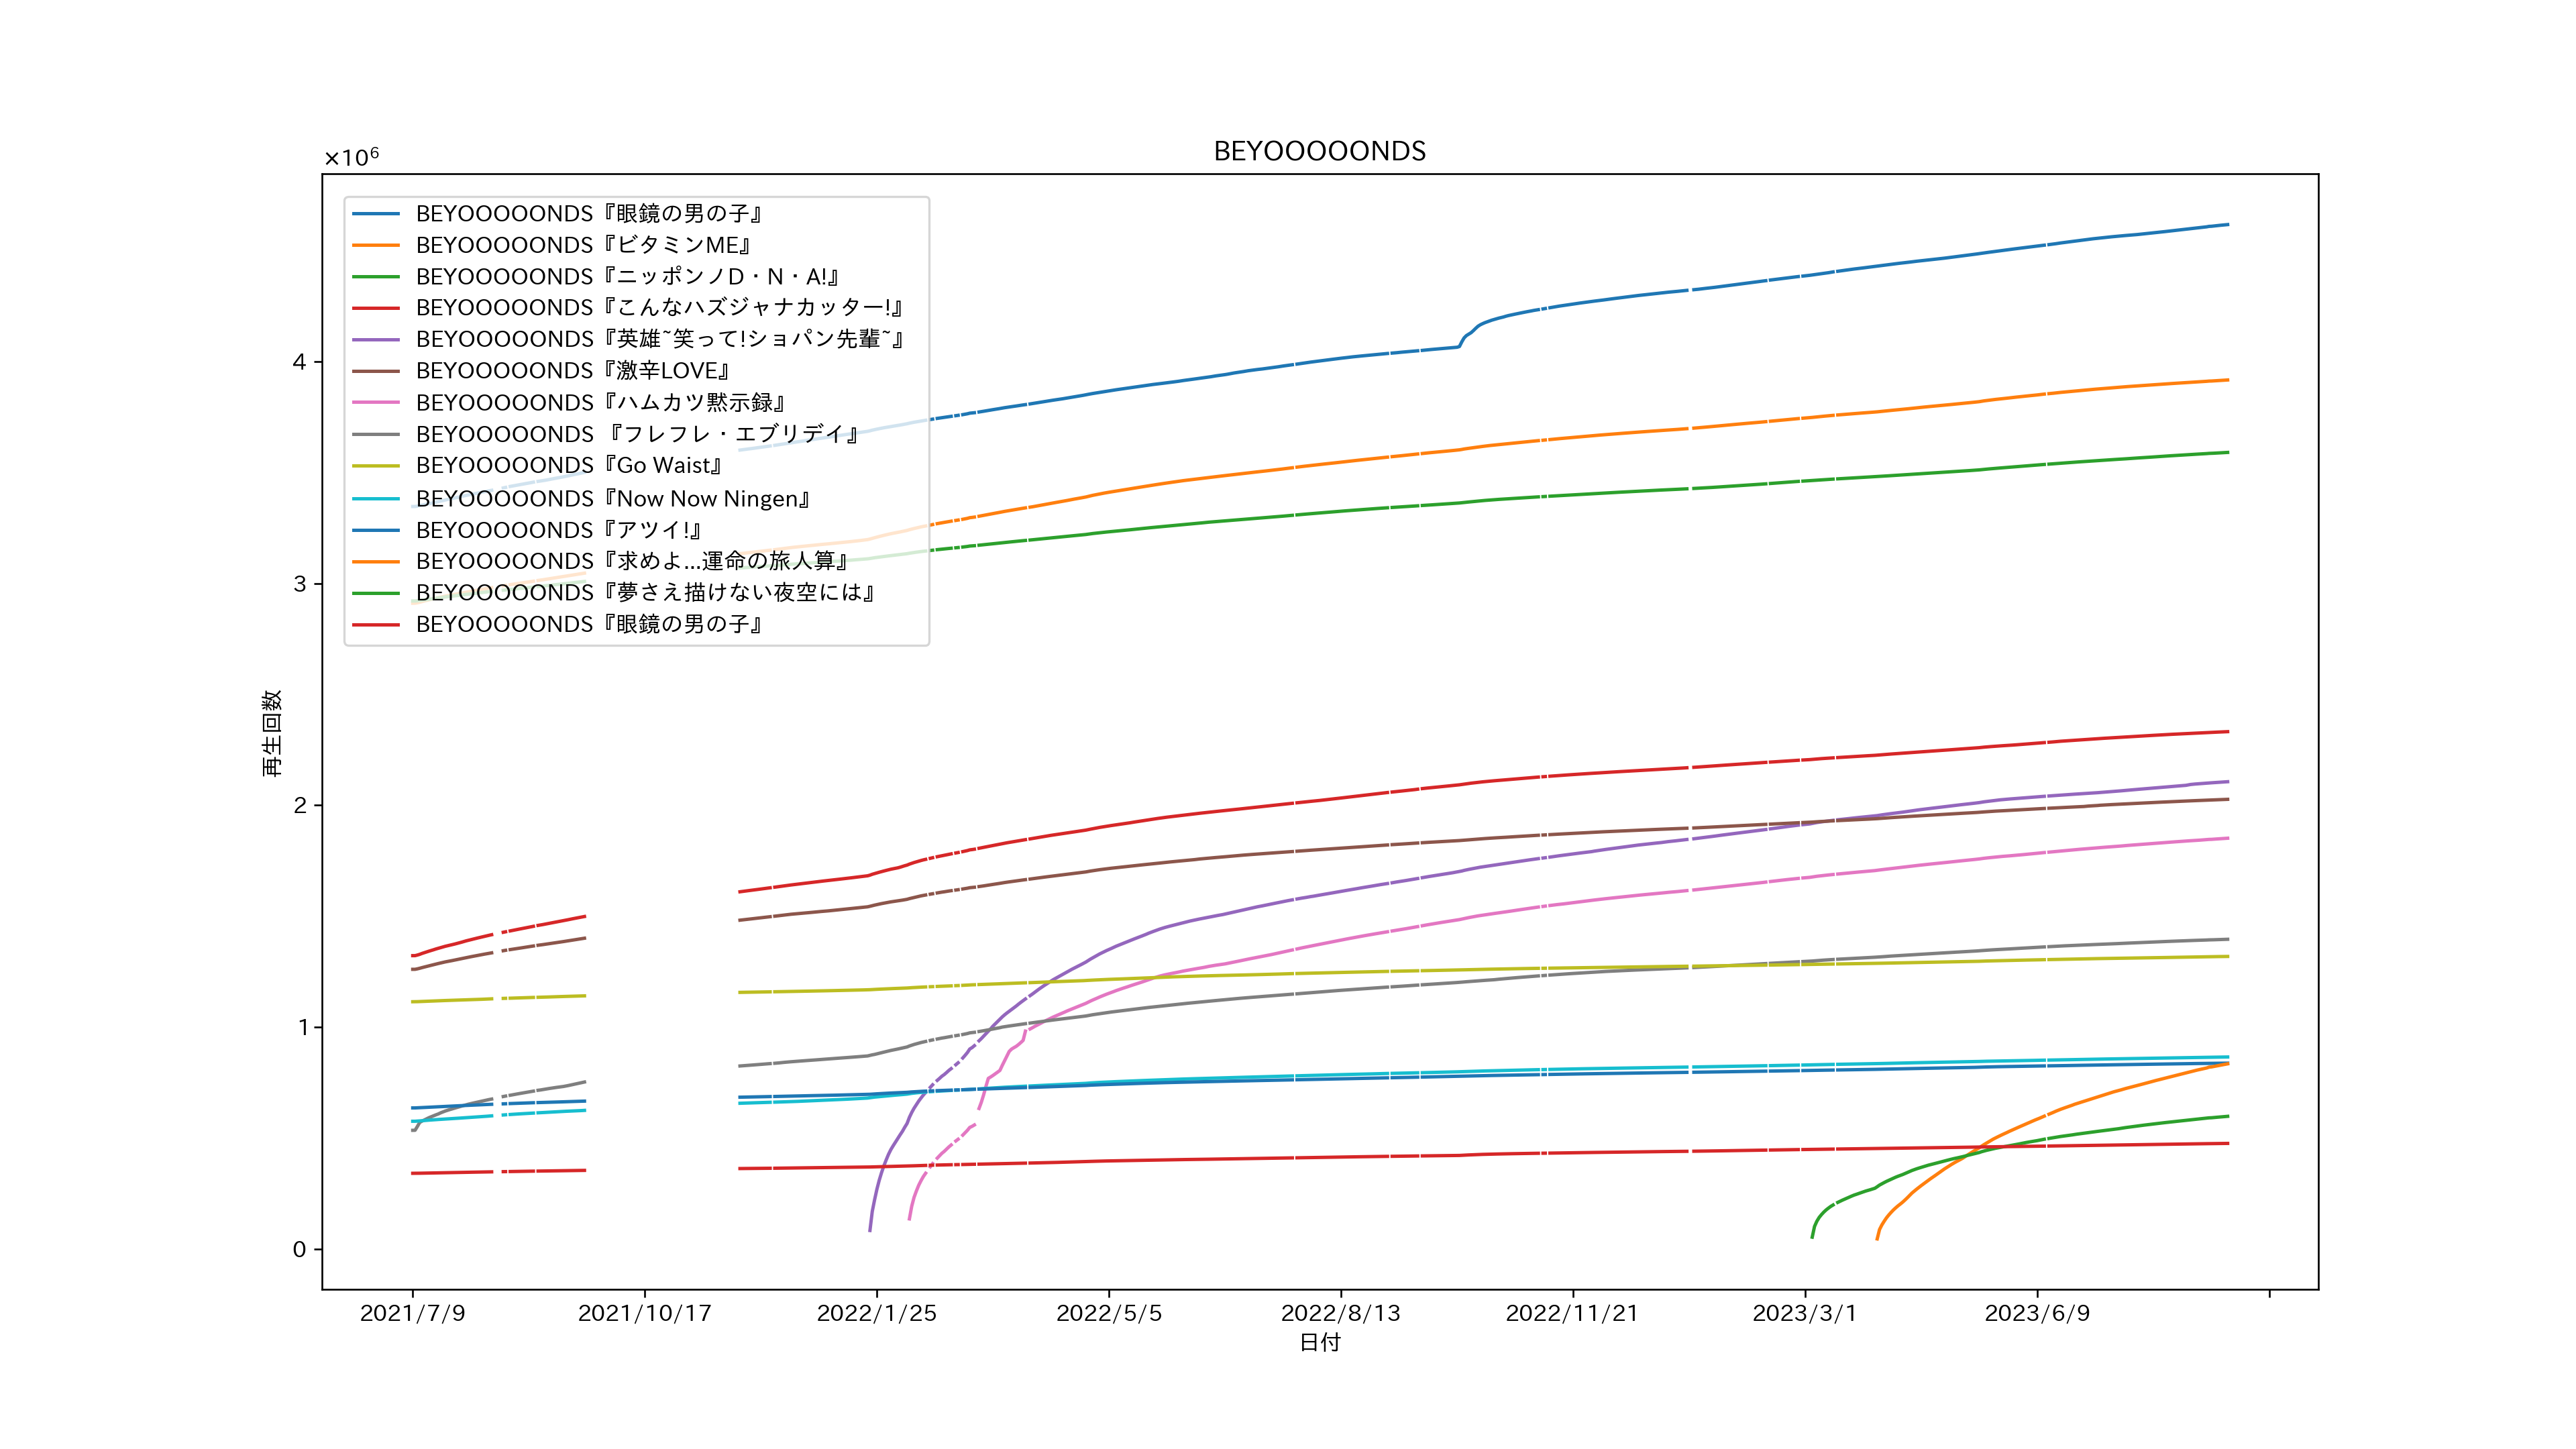 BEYOOOOONDS
×10⁶
BEYOOOOONDS『眼鏡の男の子』
BEYOOOOONDS『ビタミンME』
BEYOOOOONDS『ニッポンノD・N・A!』
BEYOOOOONDS『こんなハズジャナカッター!』
BEYOOOOONDS『英雄~笑って!ショパン先輩~』
BEYOOOOONDS『激辛LOVE』
BEYOOOOONDS『ハムカツ黙示録』
BEYOOOOONDS 『フレフレ・エブリデイ』
BEYOOOOONDS『Go Waist』
BEYOOOOONDS『Now Now Ningen』
BEYOOOOONDS『アツイ!』
BEYOOOOONDS『求めよ...運命の旅人算』
BEYOOOOONDS『夢さえ描けない夜空には』
BEYOOOOONDS『眼鏡の男の子』
4
3
2
1
0
再生回数
2021/7/9
2021/10/17
2022/1/25
2022/5/5
2022/8/13
2022/11/21
2023/3/1
2023/6/9
日付